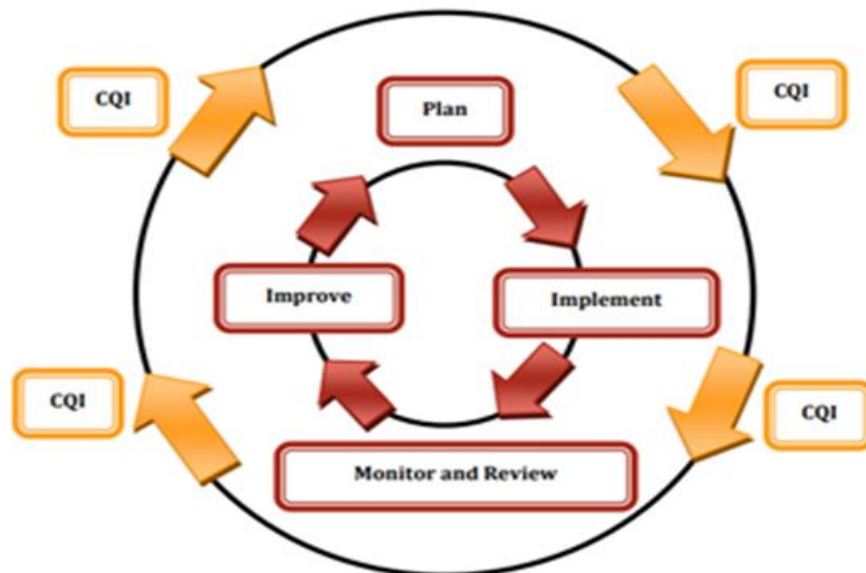 CQI
CQI
Plan
Improve
Implement
CQI
CQI
Monitor and Review